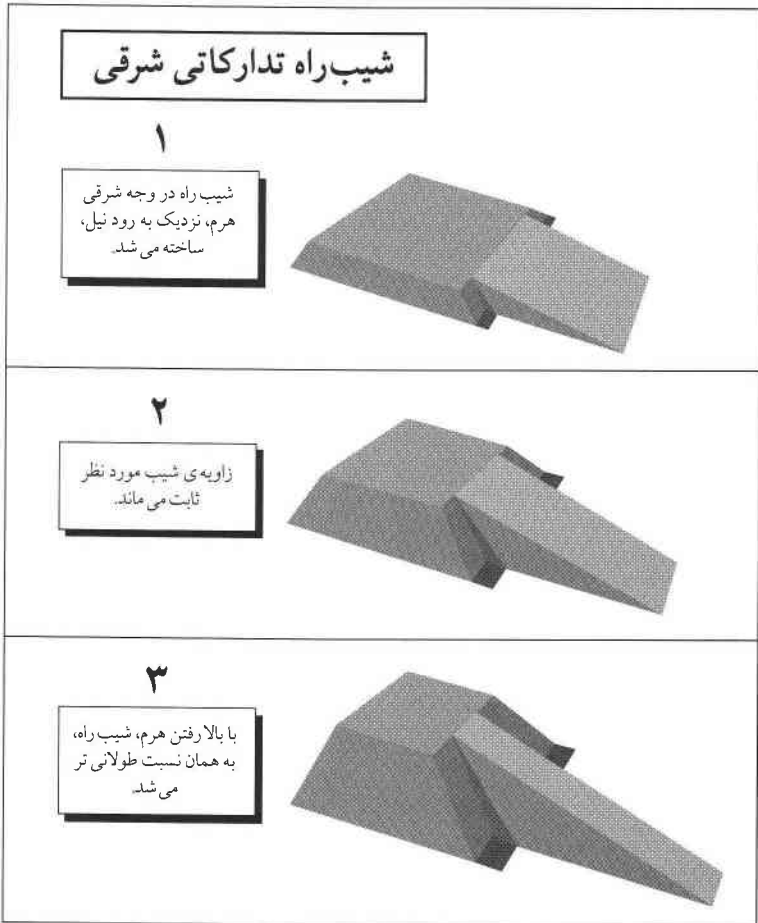 شیب‌راه تدارکاتی شرقی
۱
شیب راه در وجه شرقی
هرم، نزدیک به رود نیل،
ساخته می شد.
۲
زاویه‌ی شیب مورد نظر
ثابت می ماند.
۳
با بالا رفتن هرم، شیب راه،
به همان نسبت طولانی تر
می شد.